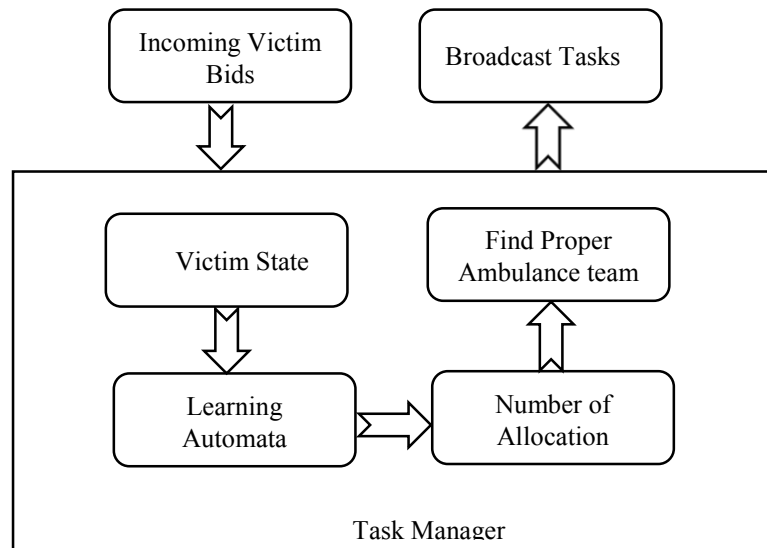 Incoming Victim
Bids
Broadcast Tasks
Victim State
Find Proper
Ambulance team
Learning
Automata
Number of
Allocation
Task Manager